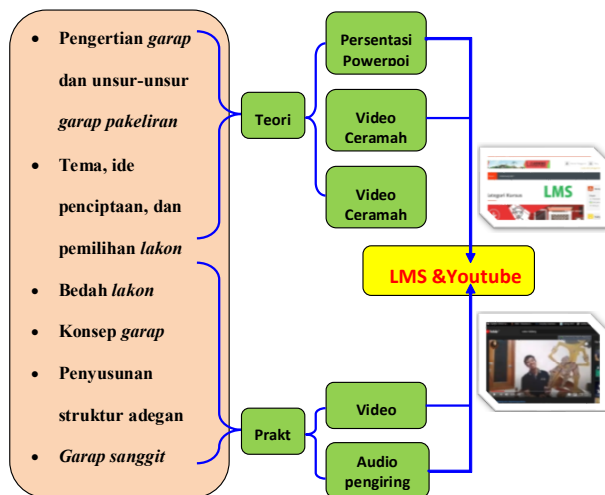 Pengertian garap
dan unsur-unsur
garap pakeliran
Tema, ide
penciptaan, dan
pemilihan lakon
Bedah lakon
Konsep garap
Penyusunan
struktur adegan
Garap sanggit
Teori
Prakt
Persentasi
Powerpoi
Video
Ceramah
Video
Ceramah
Video
Audio
pengiring
LMS
LMS &Youtube